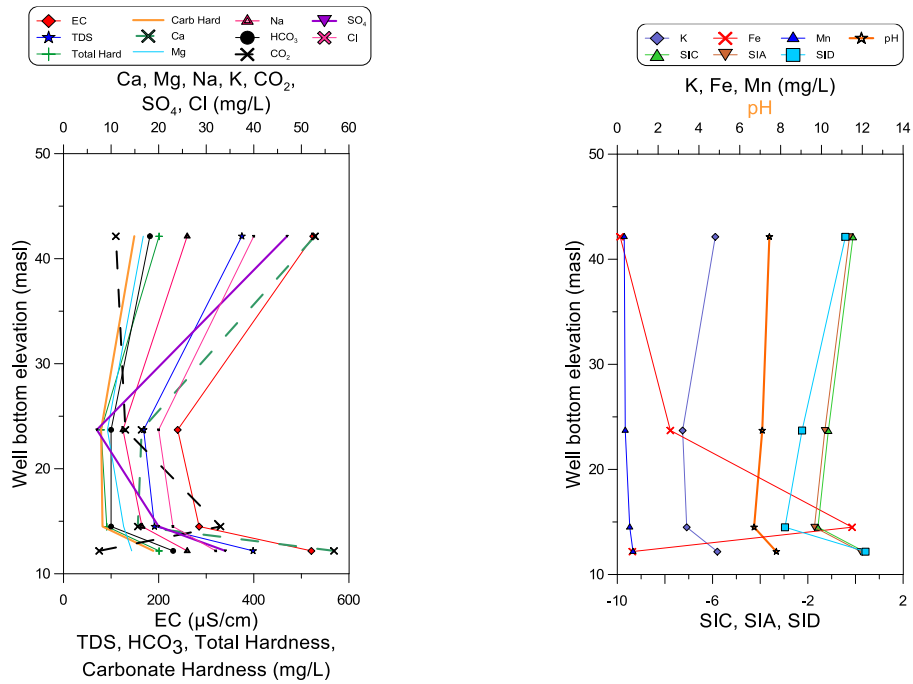 EC
Carb Hard
Na
SO₄
TDS
Ca
HCO₃
Cl
Total Hard
Mg
CO₂
Ca, Mg, Na, K, CO₂,
SO₄, Cl (mg/L)
0 10 20 30 40 50 60
50
40
30
20
10
Well bottom elevation (masl)
0 200 400 600
EC (µS/cm)
TDS, HCO3, Total Hardness,
Carbonate Hardness (mg/L)
K
Fe
Mn
pH
SIC
SIA
SID
K, Fe, Mn (mg/L)
pH
0 2 4 6 8 10 12 14
50
40
30
20
10
Well bottom elevation (masl)
-10 -6 -2 2
SIC, SIA, SID